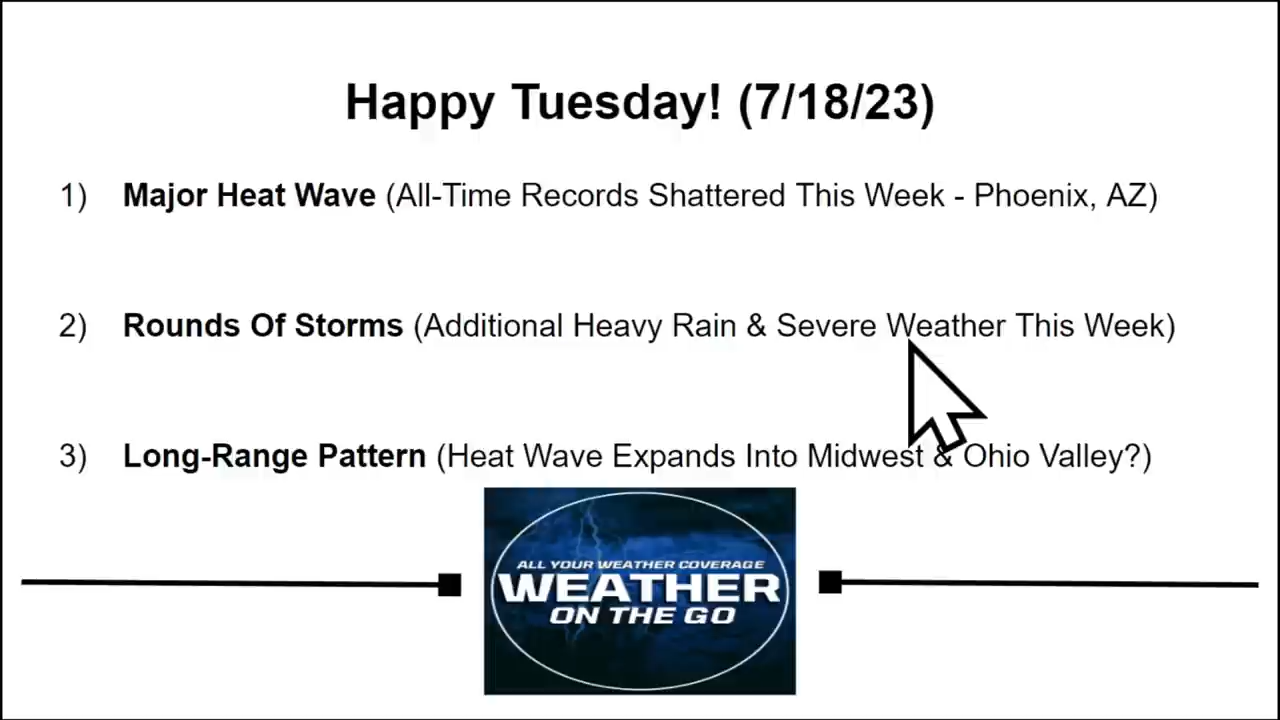 Happy Tuesday! (7/18/23)
1) Major Heat Wave (All-Time Records Shattered This Week - Phoenix, AZ)
2) Rounds Of Storms (Additional Heavy Rain & Severe Weather This Week)
3) Long-Range Pattern (Heat Wave Expands Into Midwest & Ohio Valley?)
ALL YOUR WEATHER COVERAGE
WEATHER
ON THE GO